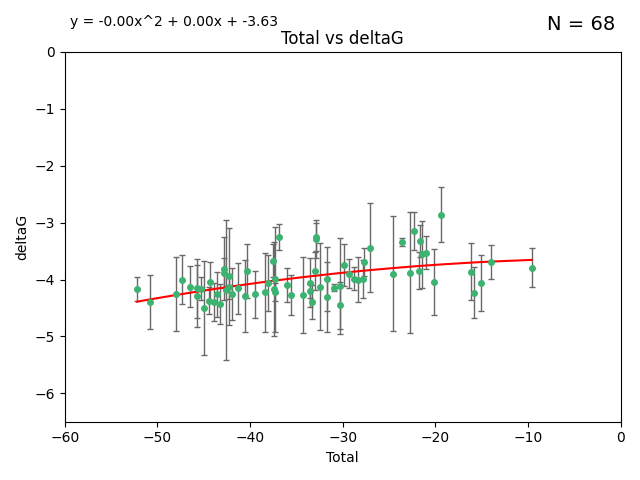 y = -0.00x^2 + 0.00x + -3.63
N = 68
Total vs deltaG
deltaG
0
−1
−2
−3
−4
−5
−6
−60 −50 −40 −30 −20 −10 0
Total